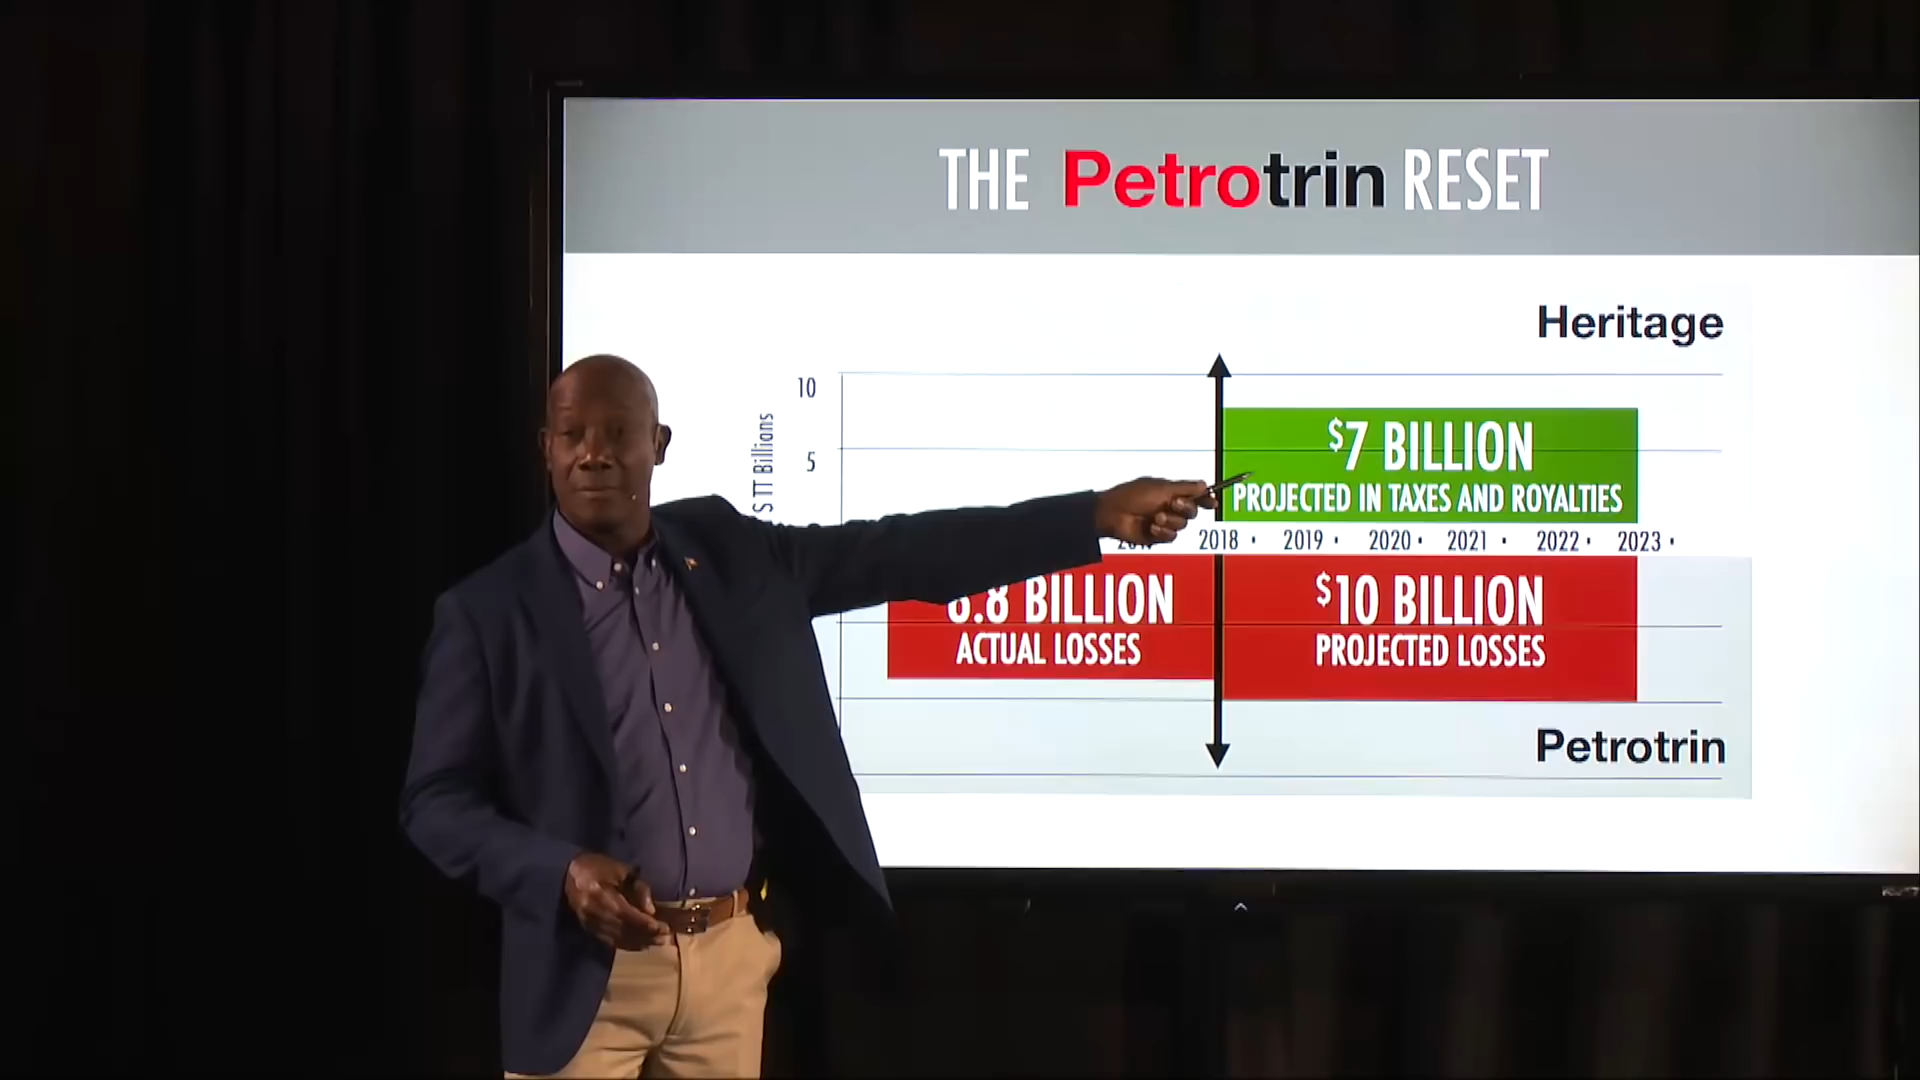 THE Petrotrin RESET
Heritage
10
5
$ TT Billions
$7 BILLION
PROJECTED IN TAXES AND ROYALTIES
2018 · 2019 · 2020 · 2021 · 2022 · 2023 ·
8 BILLION
ACTUAL LOSSES
$10 BILLION
PROJECTED LOSSES
Petrotrin